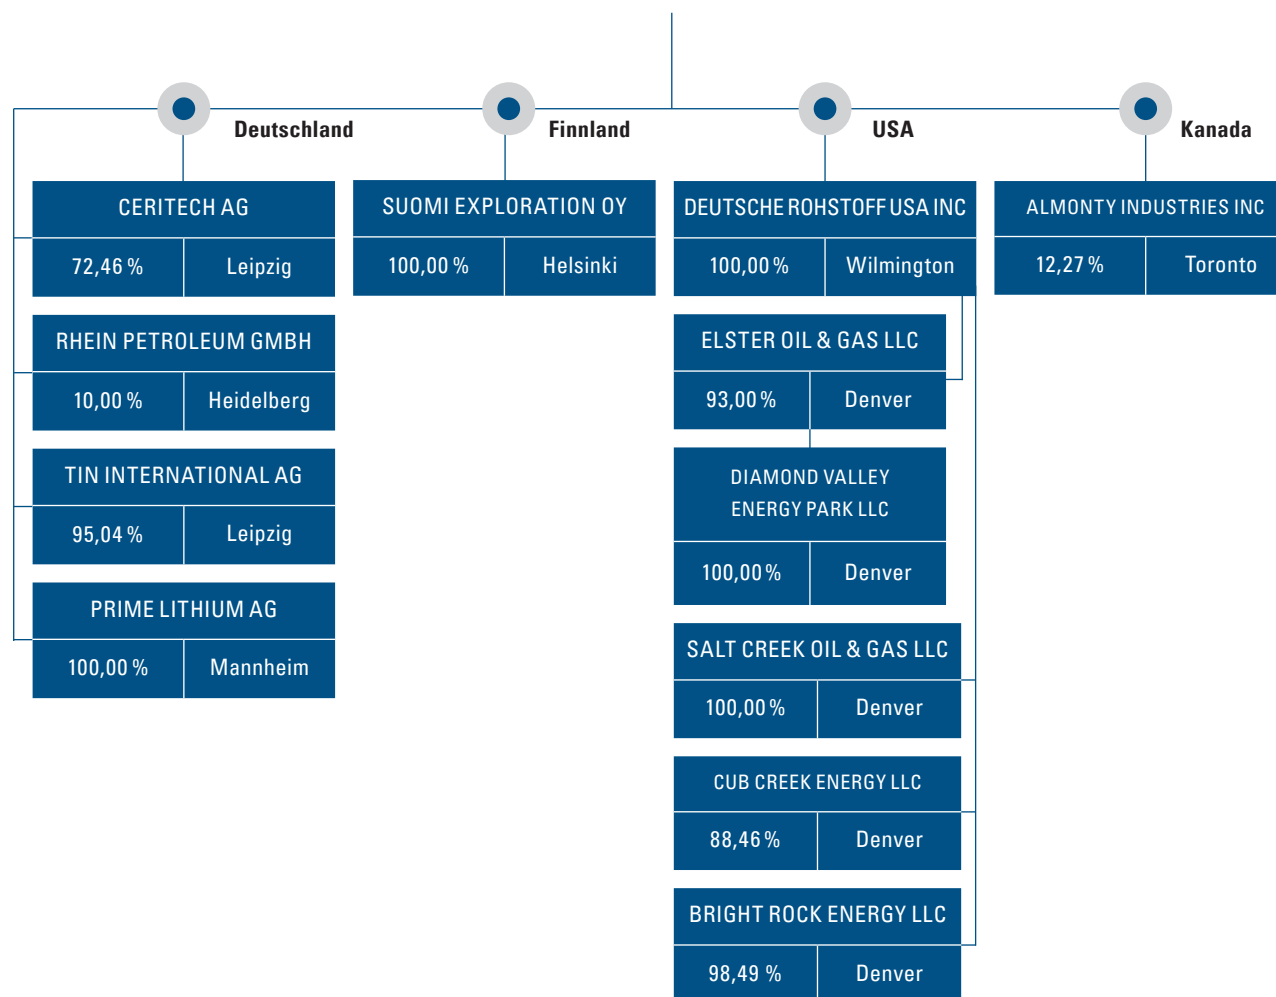 Deutschland
CERITECH AG
72,46 % Leipzig
RHEIN PETROLEUM GMBH
10,00 % Heidelberg
TIN INTERNATIONAL AG
95,04 % Leipzig
PRIME LITHIUM AG
100,00 % Mannheim
Finnland
SUOMI EXPLORATION OY
100,00 % Helsinki
USA
DEUTSCHE ROHSTOFF USA INC
100,00 % Wilmington
ELSTER OIL & GAS LLC
93,00 % Denver
DIAMOND VALLEY
ENERGY PARK LLC
100,00 % Denver
SALT CREEK OIL & GAS LLC
100,00 % Denver
CUB CREEK ENERGY LLC
88,46 % Denver
BRIGHT ROCK ENERGY LLC
98,49 % Denver
Kanada
ALMONTY INDUSTRIES INC
12,27 % Toronto